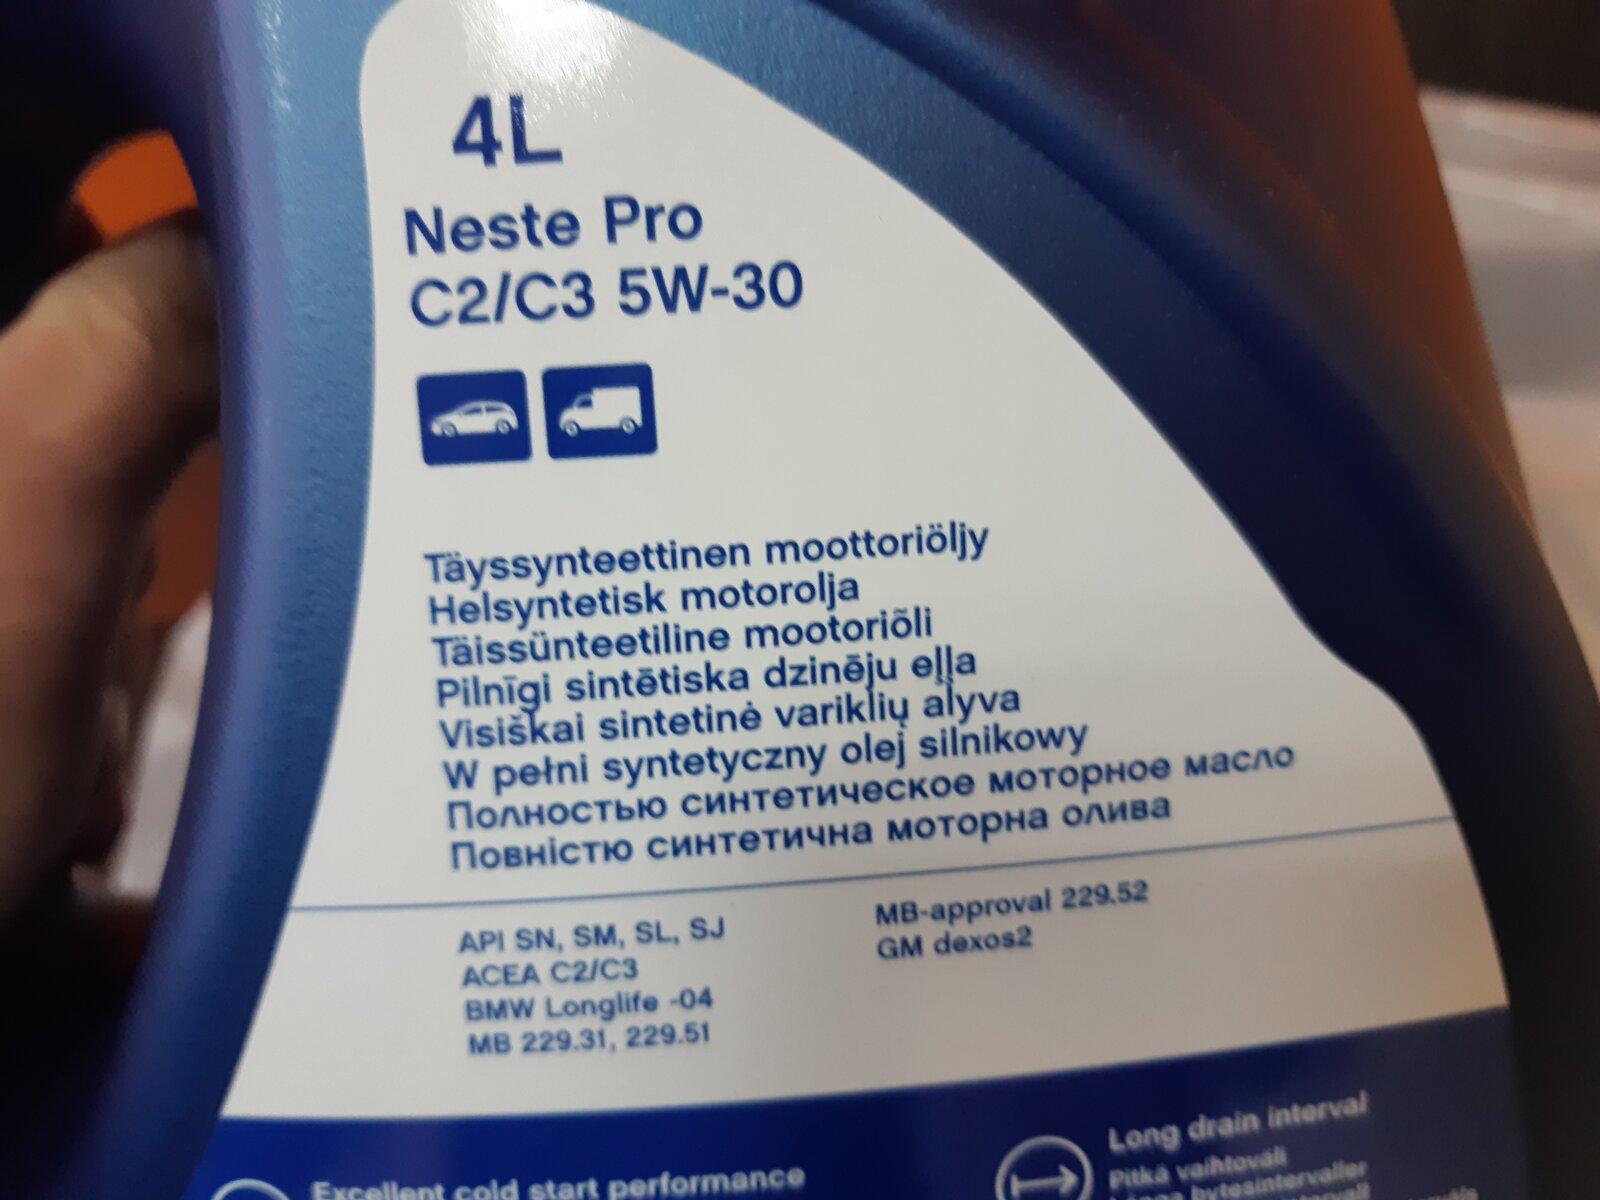 4L
Neste Pro
C2/C3 5W-30
Täyssynteettinen moottoriöljy
Helsyntetisk motorolja
Täissünteetiline mootoriõli
Pilnīgi sintētiska dzinēju eļļa
Visiškai sintetinė variklių alyva
W pełni syntetyczny olej silnikowy
Полностью синтетическое моторное масло
Повністю синтетична моторна олива
API SN, SM, SL, SJ
ACEA C2/C3
BMW Longlife -04
MB 229.31, 229.51
MB-approval 229.52
GM dexos2
Excellent cold start performance
Long drain interval
Pitkä vaihtoväli
Långa bytesintervaller